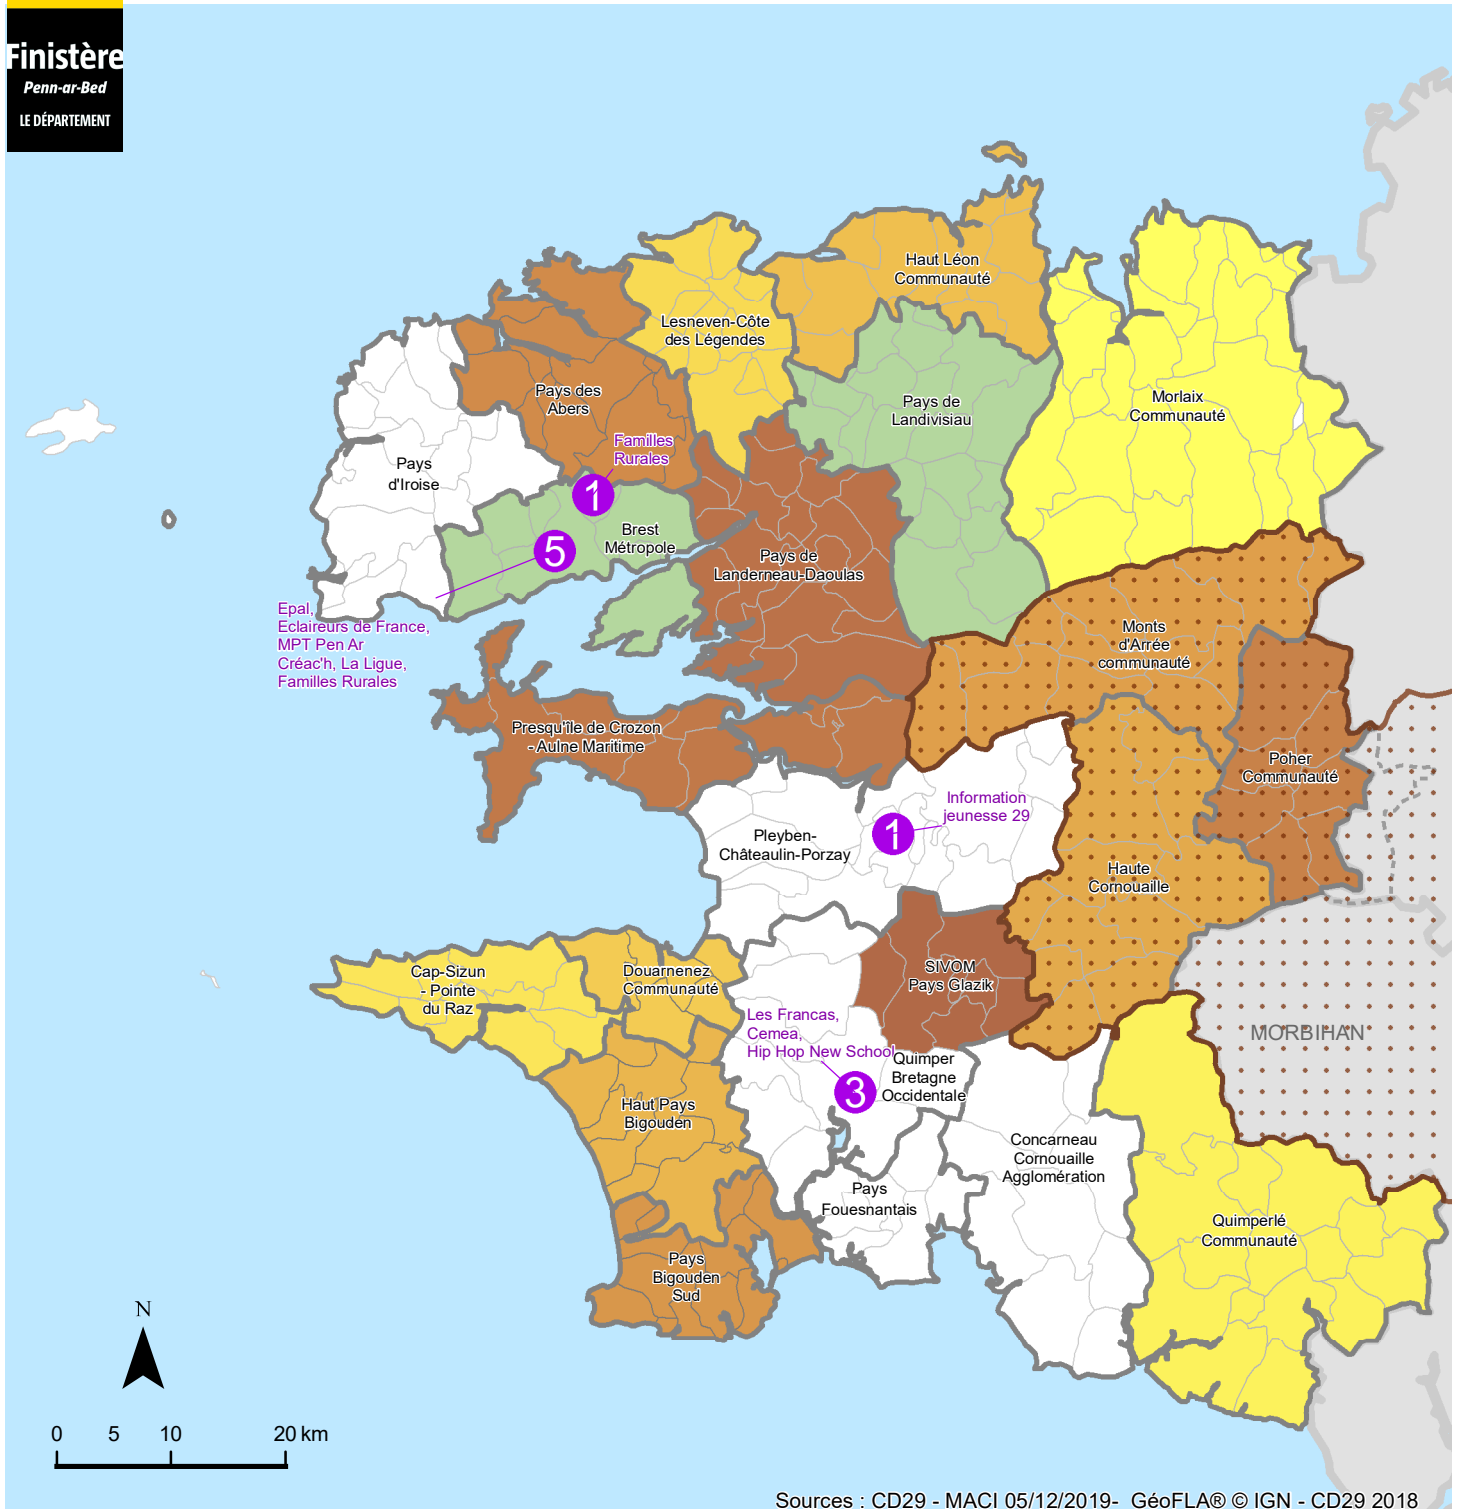 Finistère
Penn-ar-Bed
LE DÉPARTEMENT
Haut Léon
Communauté
Lesneven-Côte
des Légendes
Pays des
Abers
Pays de
Landivisiau
Morlaix
Communauté
Familles
Rurales
Pays
d'Iroise
1
Brest
Métropole
5
Pays de
Landerneau-Daoulas
Epal,
Eclaireurs de France,
MPT Pen Ar
Créac'h, La Ligue,
Familles Rurales
Monts
d'Arrée
communauté
Presqu'île de Crozon
- Aulne Maritime
Poher
Communauté
Information
jeunesse 29
1
Pleyben-
Châteaulin-Porzay
Haute
Cornouaille
Cap-Sizun
- Pointe
du Raz
Douarnenez
Communauté
SIVOM
Pays Glazik
Les Francas,
Cemea,
Hip Hop New School
3
Quimper
Bretagne
Occidentale
MORBIHAN
Haut Pays
Bigouden
Concarneau
Cornouaille
Agglomération
Pays
Fouesnantais
Quimperlé
Communauté
Pays
Bigouden
Sud
N
0 5 10 20 km
Sources : CD29 - MACI 05/12/2019- GéoFLA® © IGN - CD29 2018